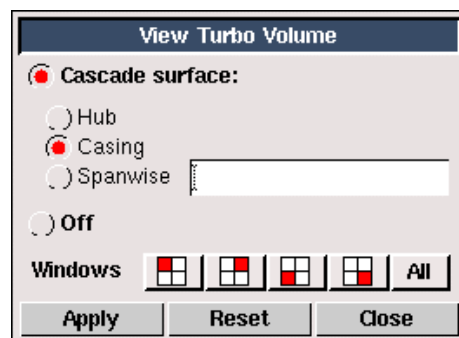 View Turbo Volume
Cascade surface:
Hub
Casing
Spanwise
Off
Windows All
Apply Reset Close